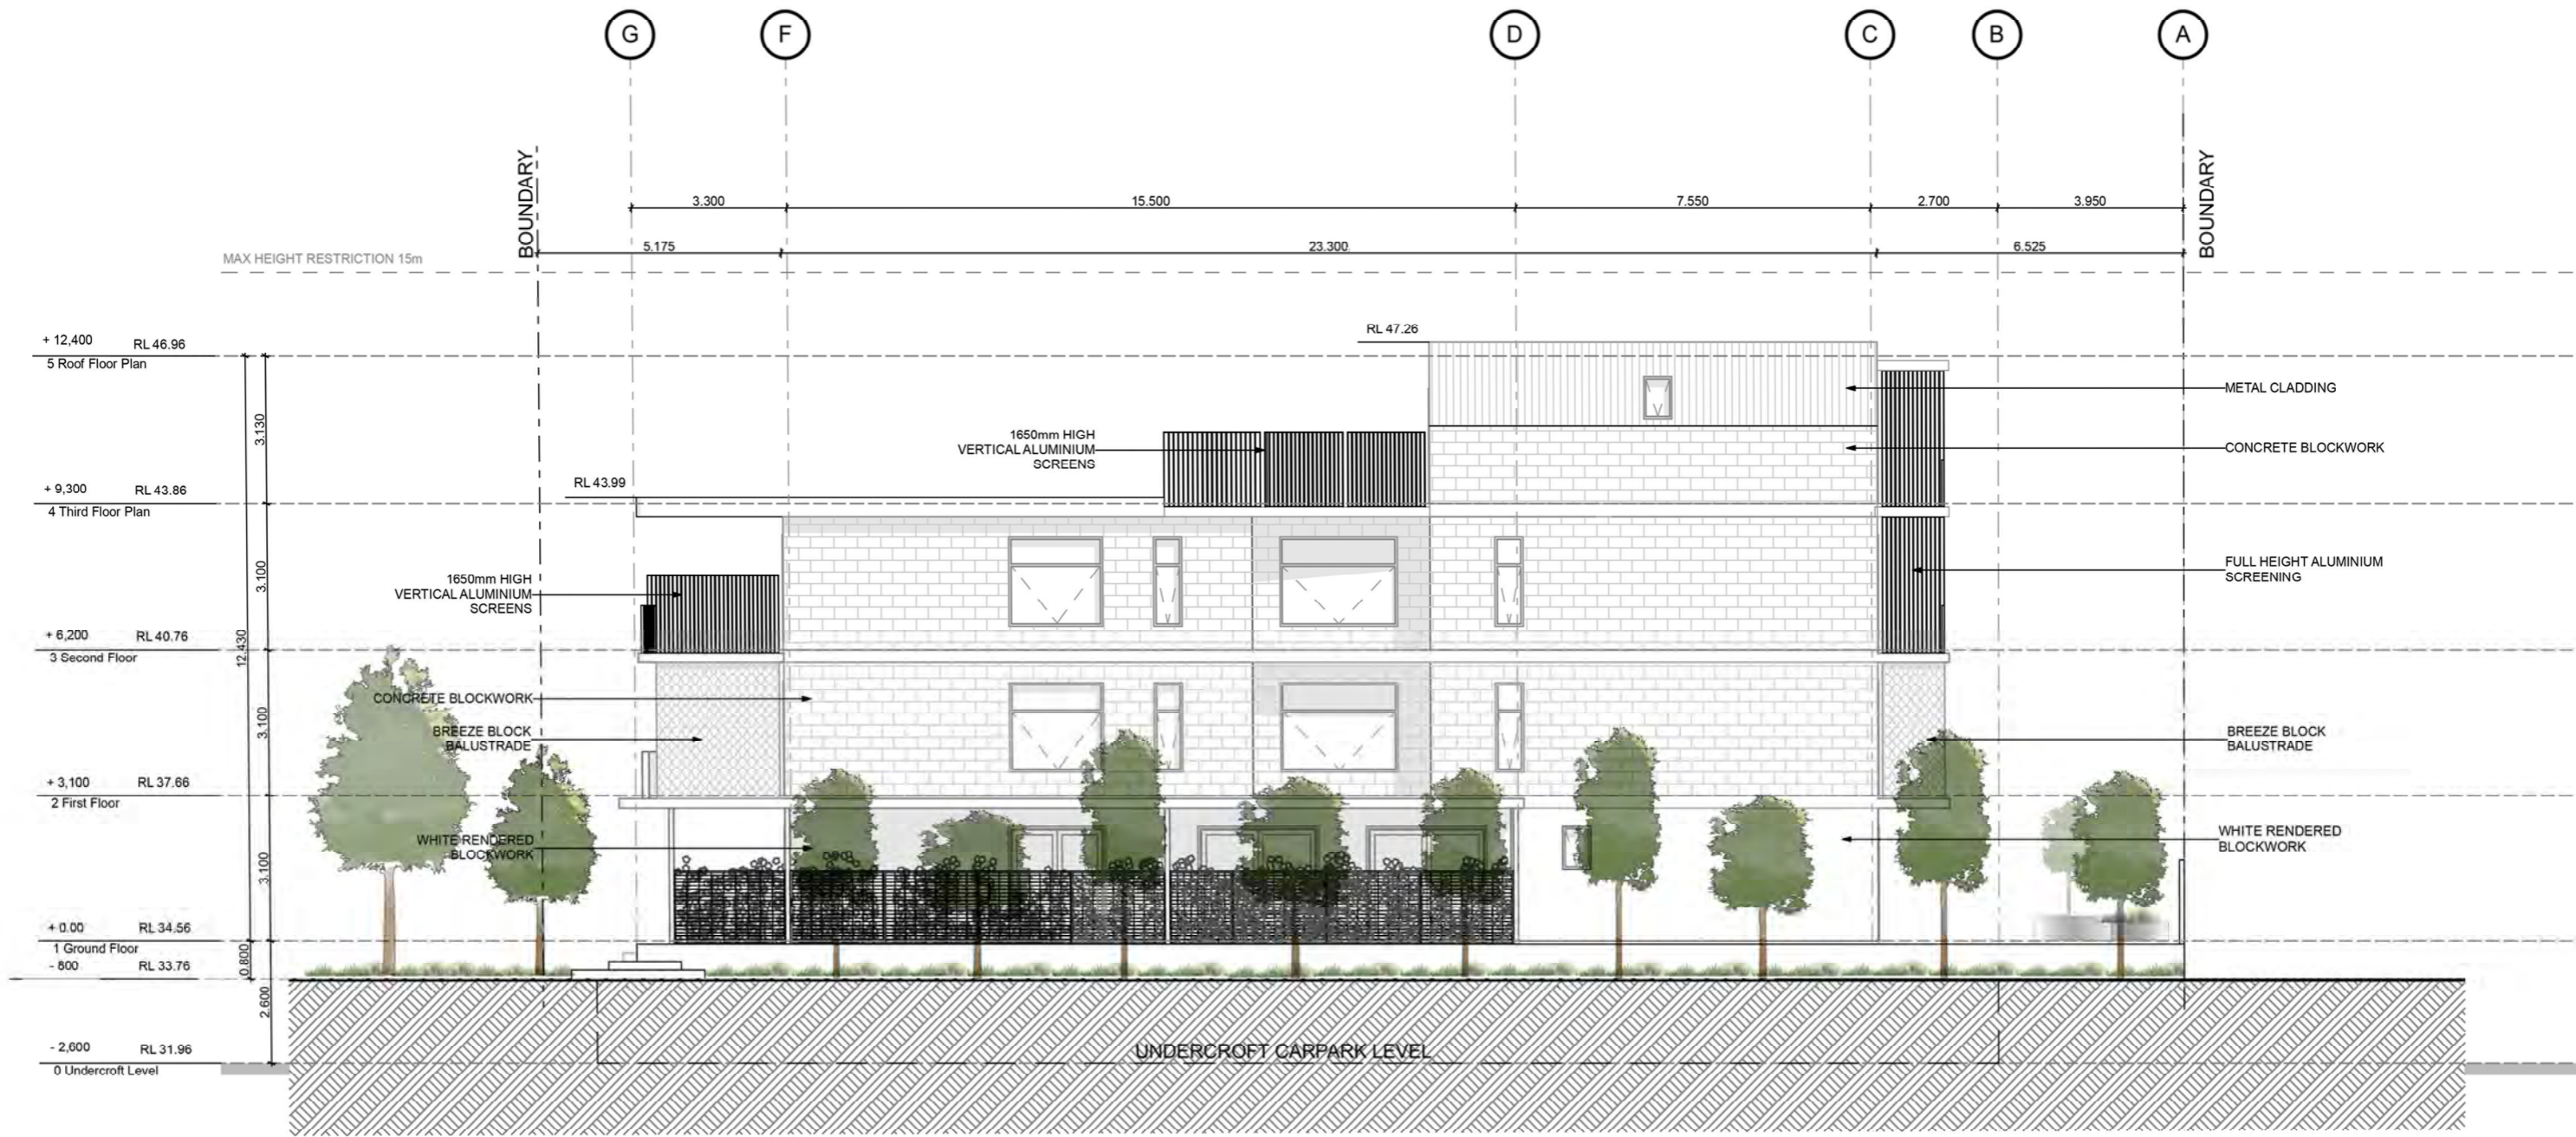 G
F
D
C
B
A
BOUNDARY
BOUNDARY
3.300
15.500
7.550
2.700
3.950
5.175
23.300
6.525
MAX HEIGHT RESTRICTION 15m
RL 47.26
+ 12,400 RL 46.96
5 Roof Floor Plan
METAL CLADDING
3.130
1650mm HIGH
VERTICAL ALUMINIUM
SCREENS
CONCRETE BLOCKWORK
RL 43.99
+ 9,300 RL 43.86
4 Third Floor Plan
3.100
FULL HEIGHT ALUMINIUM
SCREENING
1650mm HIGH
VERTICAL ALUMINIUM
SCREENS
+ 6,200 RL 40.76
3 Second Floor
12.430
CONCRETE BLOCKWORK
3.100
BREEZE BLOCK
BALUSTRADE
BREEZE BLOCK
BALUSTRADE
+ 3,100 RL 37.66
2 First Floor
WHITE RENDERED
BLOCKWORK
WHITE RENDERED
BLOCKWORK
3.100
+ 0.00 RL 34.56
1 Ground Floor
- 800 RL 33.76
0.800
2.600
- 2,600 RL 31.96
0 Undercroft Level
UNDERCROFT CARPARK LEVEL